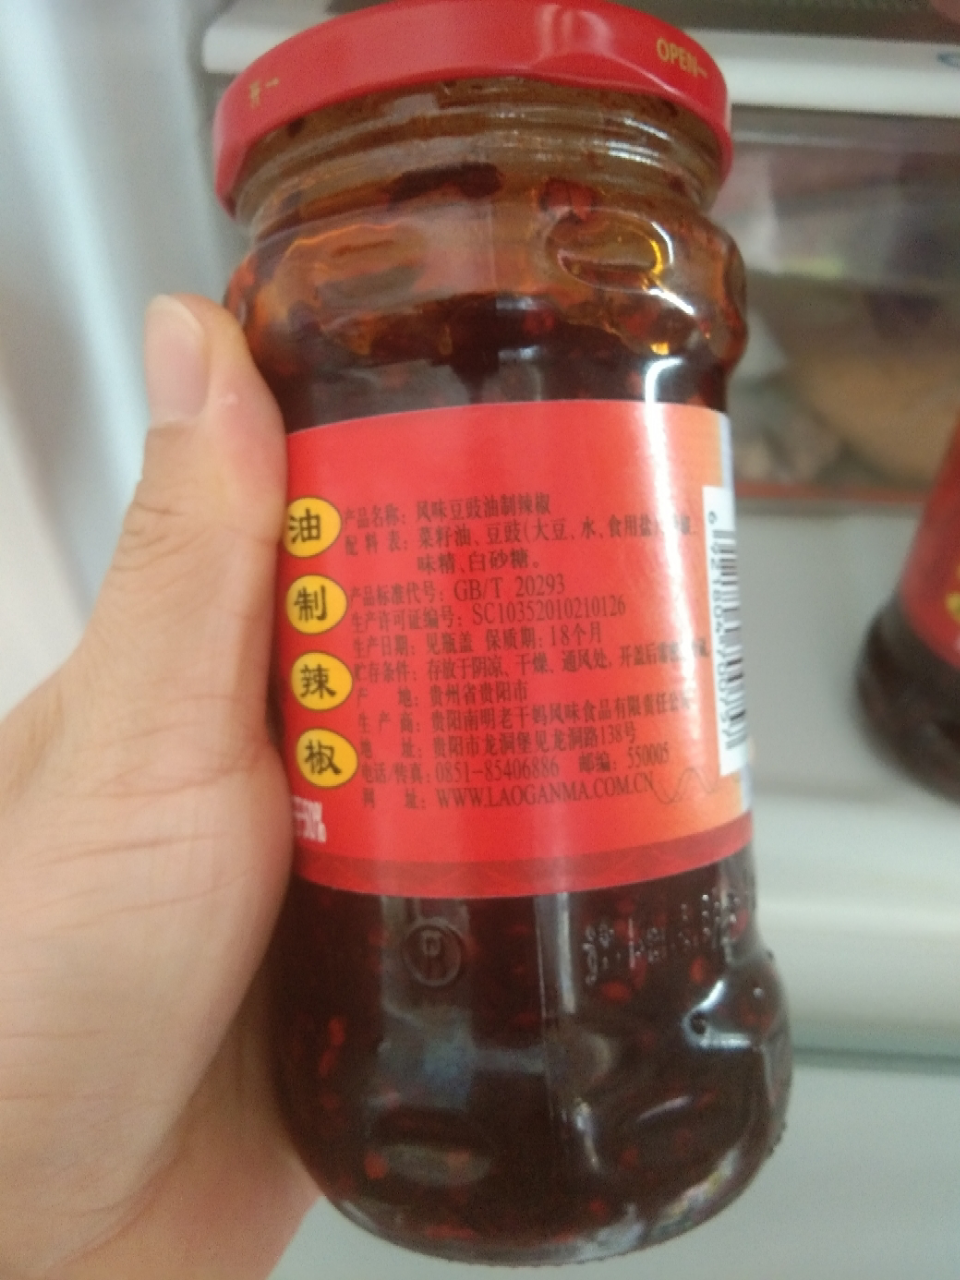 开
OPEN
油
制
辣
椒
产品名称：风味豆豉油制辣椒
配 料 表：菜籽油、豆豉(大豆、水、食用盐)、
味精、白砂糖。
产品标准代号：GB/T 20293
生产许可证编号：SC10352010210126
生产日期：见瓶盖 保质期：18个月
贮存条件：存放于阴凉、干燥、通风处，开盖后
产 地：贵州省贵阳市
生 产 商：贵阳南明老干妈风味食品有限责任公司
地 址：贵阳市龙洞堡见龙洞路138号
电话/传真：0851-85406886 邮编：550005
网 址：WWW.LAOGANMA.COM.CN
50%